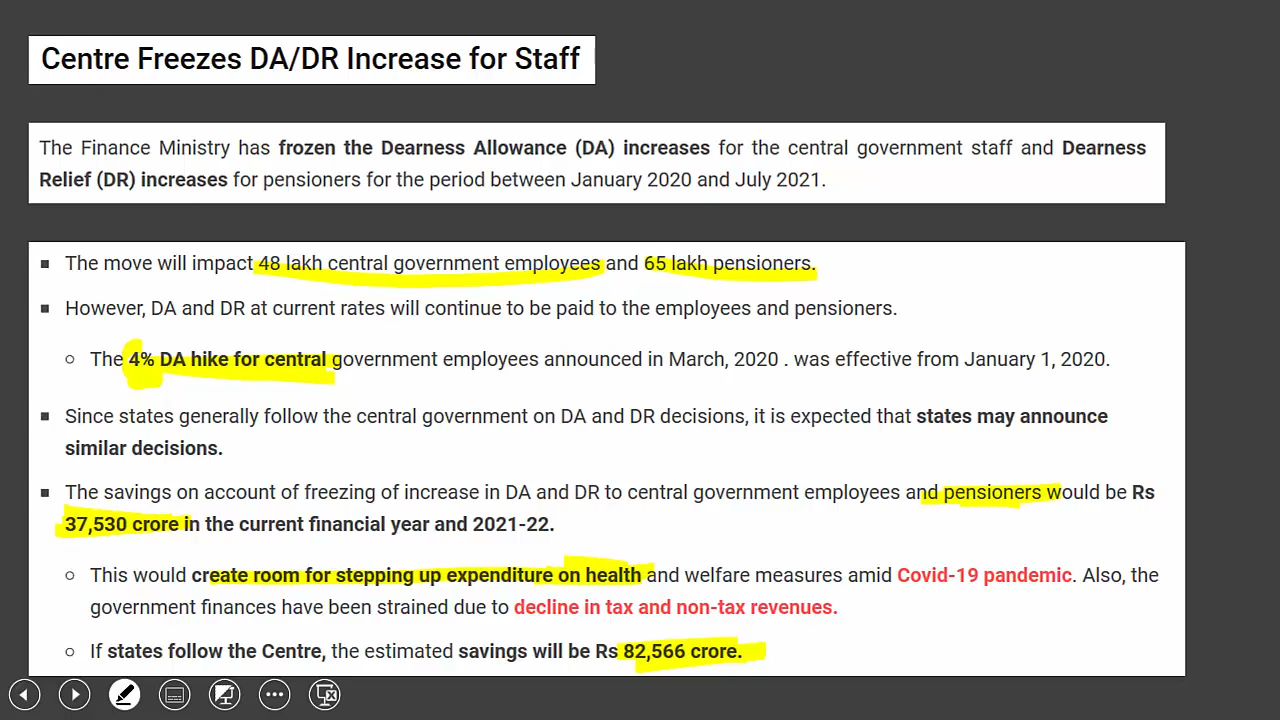 Centre Freezes DA/DR Increase for Staff
The Finance Ministry has frozen the Dearness Allowance (DA) increases for the central government staff and Dearness
Relief (DR) increases for pensioners for the period between January 2020 and July 2021.
The move will impact 48 lakh central government employees and 65 lakh pensioners.
However, DA and DR at current rates will continue to be paid to the employees and pensioners.
The 4% DA hike for central government employees announced in March, 2020 . was effective from January 1, 2020.
Since states generally follow the central government on DA and DR decisions, it is expected that states may announce
similar decisions.
The savings on account of freezing of increase in DA and DR to central government employees and pensioners would be Rs
37,530 crore in the current financial year and 2021-22.
This would create room for stepping up expenditure on health and welfare measures amid Covid-19 pandemic. Also, the
government finances have been strained due to decline in tax and non-tax revenues.
If states follow the Centre, the estimated savings will be Rs 82,566 crore.